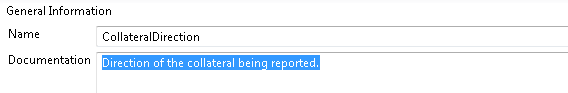 General Information
Name CollateralDirection
Documentation Direction of the collateral being reported.